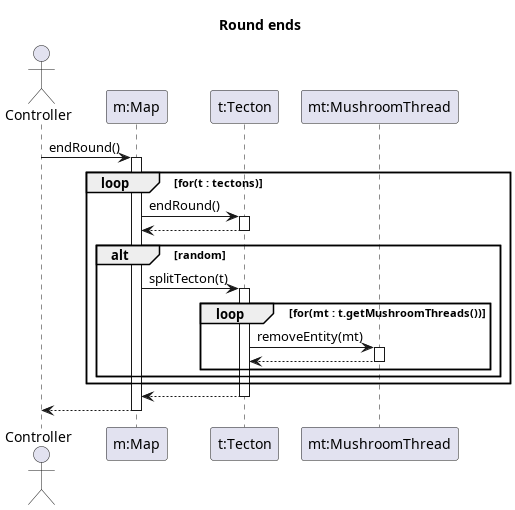 Round ends
Controller
m:Map
t:Tecton
mt:MushroomThread
endRound()
loop
[for(t : tectons)]
endRound()
alt
[random]
splitTecton(t)
loop
[for(mt : t.getMushroomThreads())]
removeEntity(mt)
Controller
m:Map
t:Tecton
mt:MushroomThread